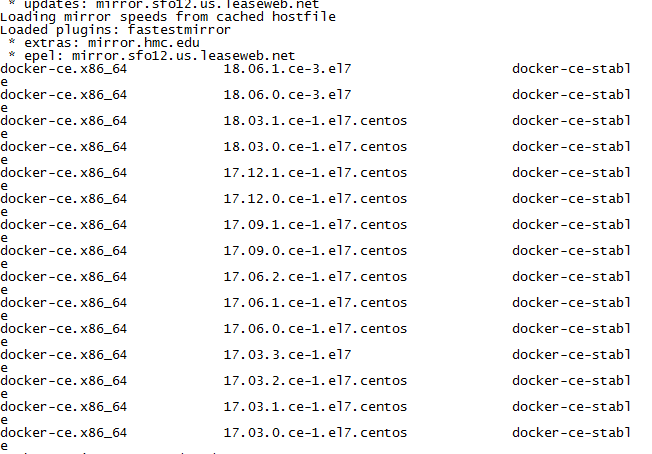 * updates: mirror.sfo12.us.leaseweb.net
Loading mirror speeds from cached hostfile
Loaded plugins: fastestmirror
* extras: mirror.hmc.edu
* epel: mirror.sfo12.us.leaseweb.net
docker-ce.x86_64 18.06.1.ce-3.el7 docker-ce-stabl
e
docker-ce.x86_64 18.06.0.ce-3.el7 docker-ce-stabl
e
docker-ce.x86_64 18.03.1.ce-1.el7.centos docker-ce-stabl
e
docker-ce.x86_64 18.03.0.ce-1.el7.centos docker-ce-stabl
e
docker-ce.x86_64 17.12.1.ce-1.el7.centos docker-ce-stabl
e
docker-ce.x86_64 17.12.0.ce-1.el7.centos docker-ce-stabl
e
docker-ce.x86_64 17.09.1.ce-1.el7.centos docker-ce-stabl
e
docker-ce.x86_64 17.09.0.ce-1.el7.centos docker-ce-stabl
e
docker-ce.x86_64 17.06.2.ce-1.el7.centos docker-ce-stabl
e
docker-ce.x86_64 17.06.1.ce-1.el7.centos docker-ce-stabl
e
docker-ce.x86_64 17.06.0.ce-1.el7.centos docker-ce-stabl
e
docker-ce.x86_64 17.03.3.ce-1.el7 docker-ce-stabl
e
docker-ce.x86_64 17.03.2.ce-1.el7.centos docker-ce-stabl
e
docker-ce.x86_64 17.03.1.ce-1.el7.centos docker-ce-stabl
e
docker-ce.x86_64 17.03.0.ce-1.el7.centos docker-ce-stabl
e